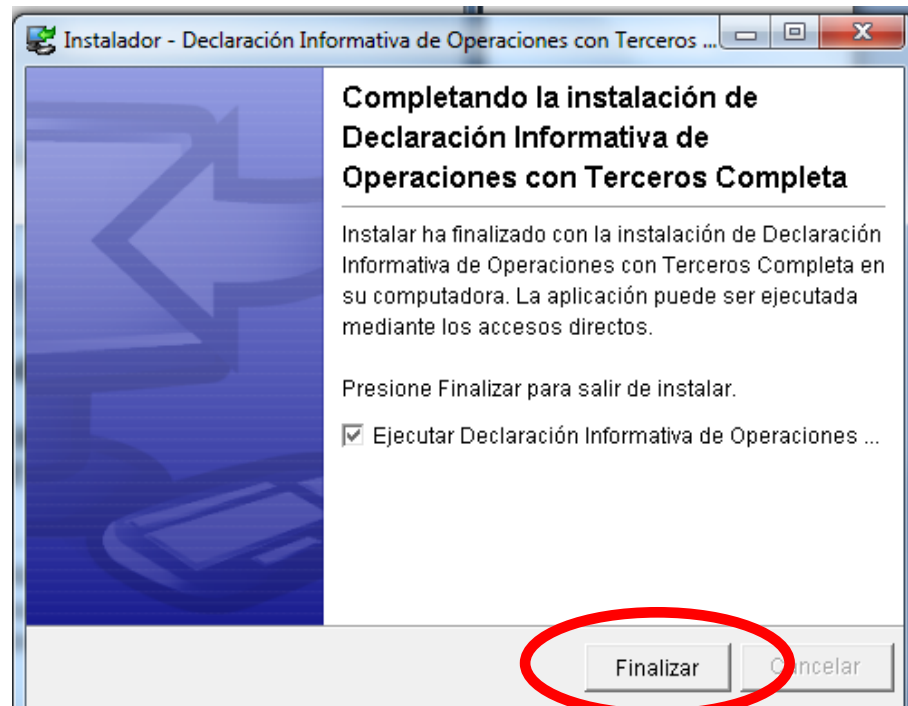 Instalador - Declaración Informativa de Operaciones con Terceros ...
Completando la instalación de
Declaración Informativa de
Operaciones con Terceros Completa
Instalar ha finalizado con la instalación de Declaración
Informativa de Operaciones con Terceros Completa en
su computadora. La aplicación puede ser ejecutada
mediante los accesos directos.
Presione Finalizar para salir de instalar.
Ejecutar Declaración Informativa de Operaciones ...
Finalizar
Cancelar